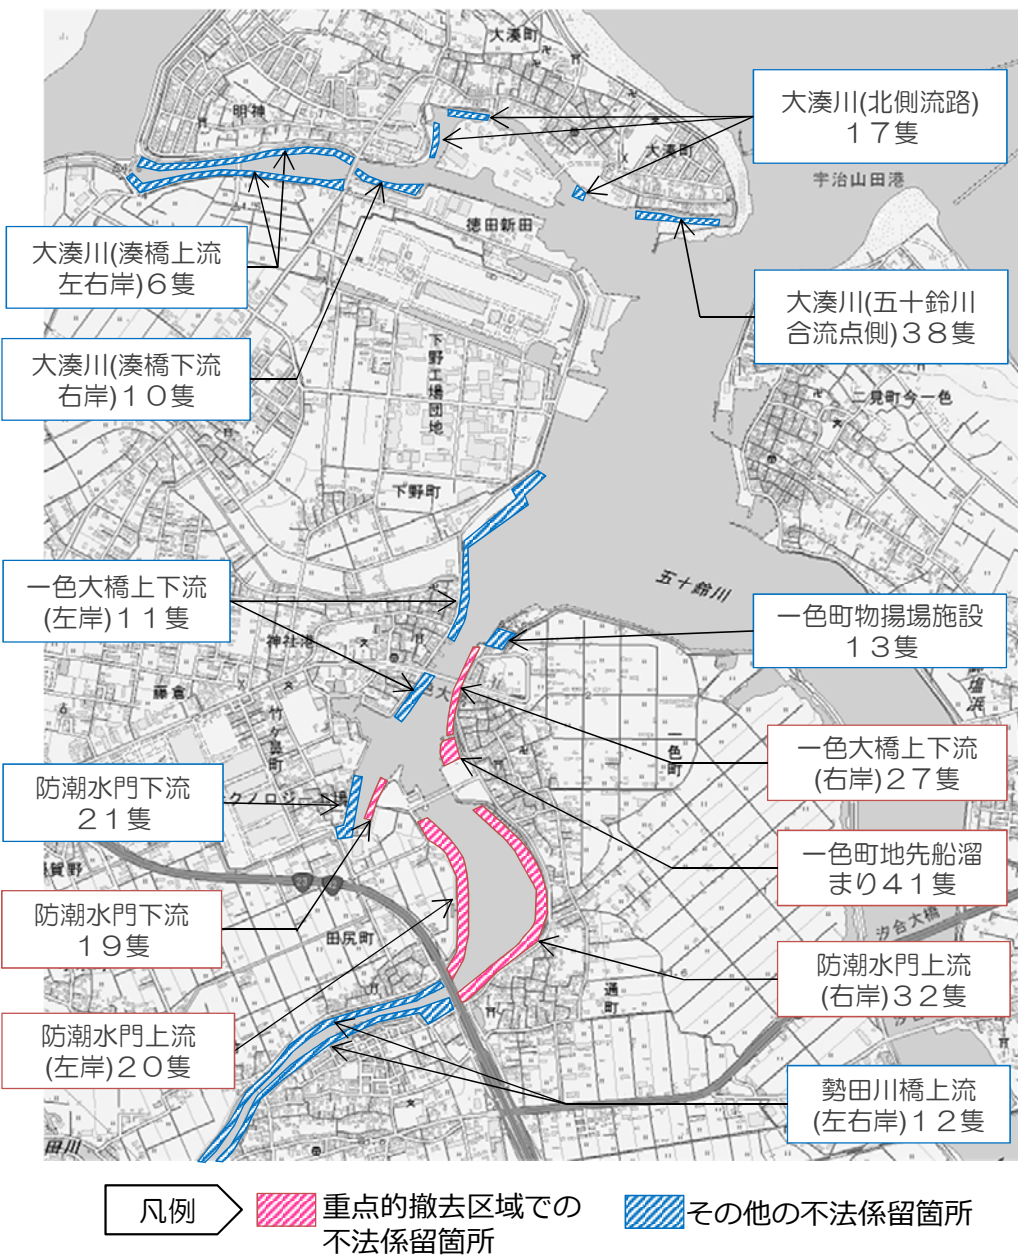 大湊町
明神
大湊川(北側流路)
17隻
大湊町
宇治山田港
徳田新田
大湊川(湊橋上流
左右岸)6隻
大湊川(五十鈴川
合流点側)38隻
大湊川(湊橋下流
右岸)10隻
下野工場団地
二見町今一色
下野町
一色大橋上下流
(左岸)11隻
五十鈴川
一色町物揚場施設
13隻
神社港
藤倉
竹ケ鼻町
一色町
一色大橋上下流
(右岸)27隻
防潮水門下流
21隻
クノロジー
一色町地先船溜
まり41隻
賀野
防潮水門下流
19隻
田尻町
汐合大橋
防潮水門上流
(右岸)32隻
通町
防潮水門上流
(左岸)20隻
勢田川橋上流
(左右岸)12隻
田川
凡例
重点的撤去区域での
不法係留箇所
その他の不法係留箇所